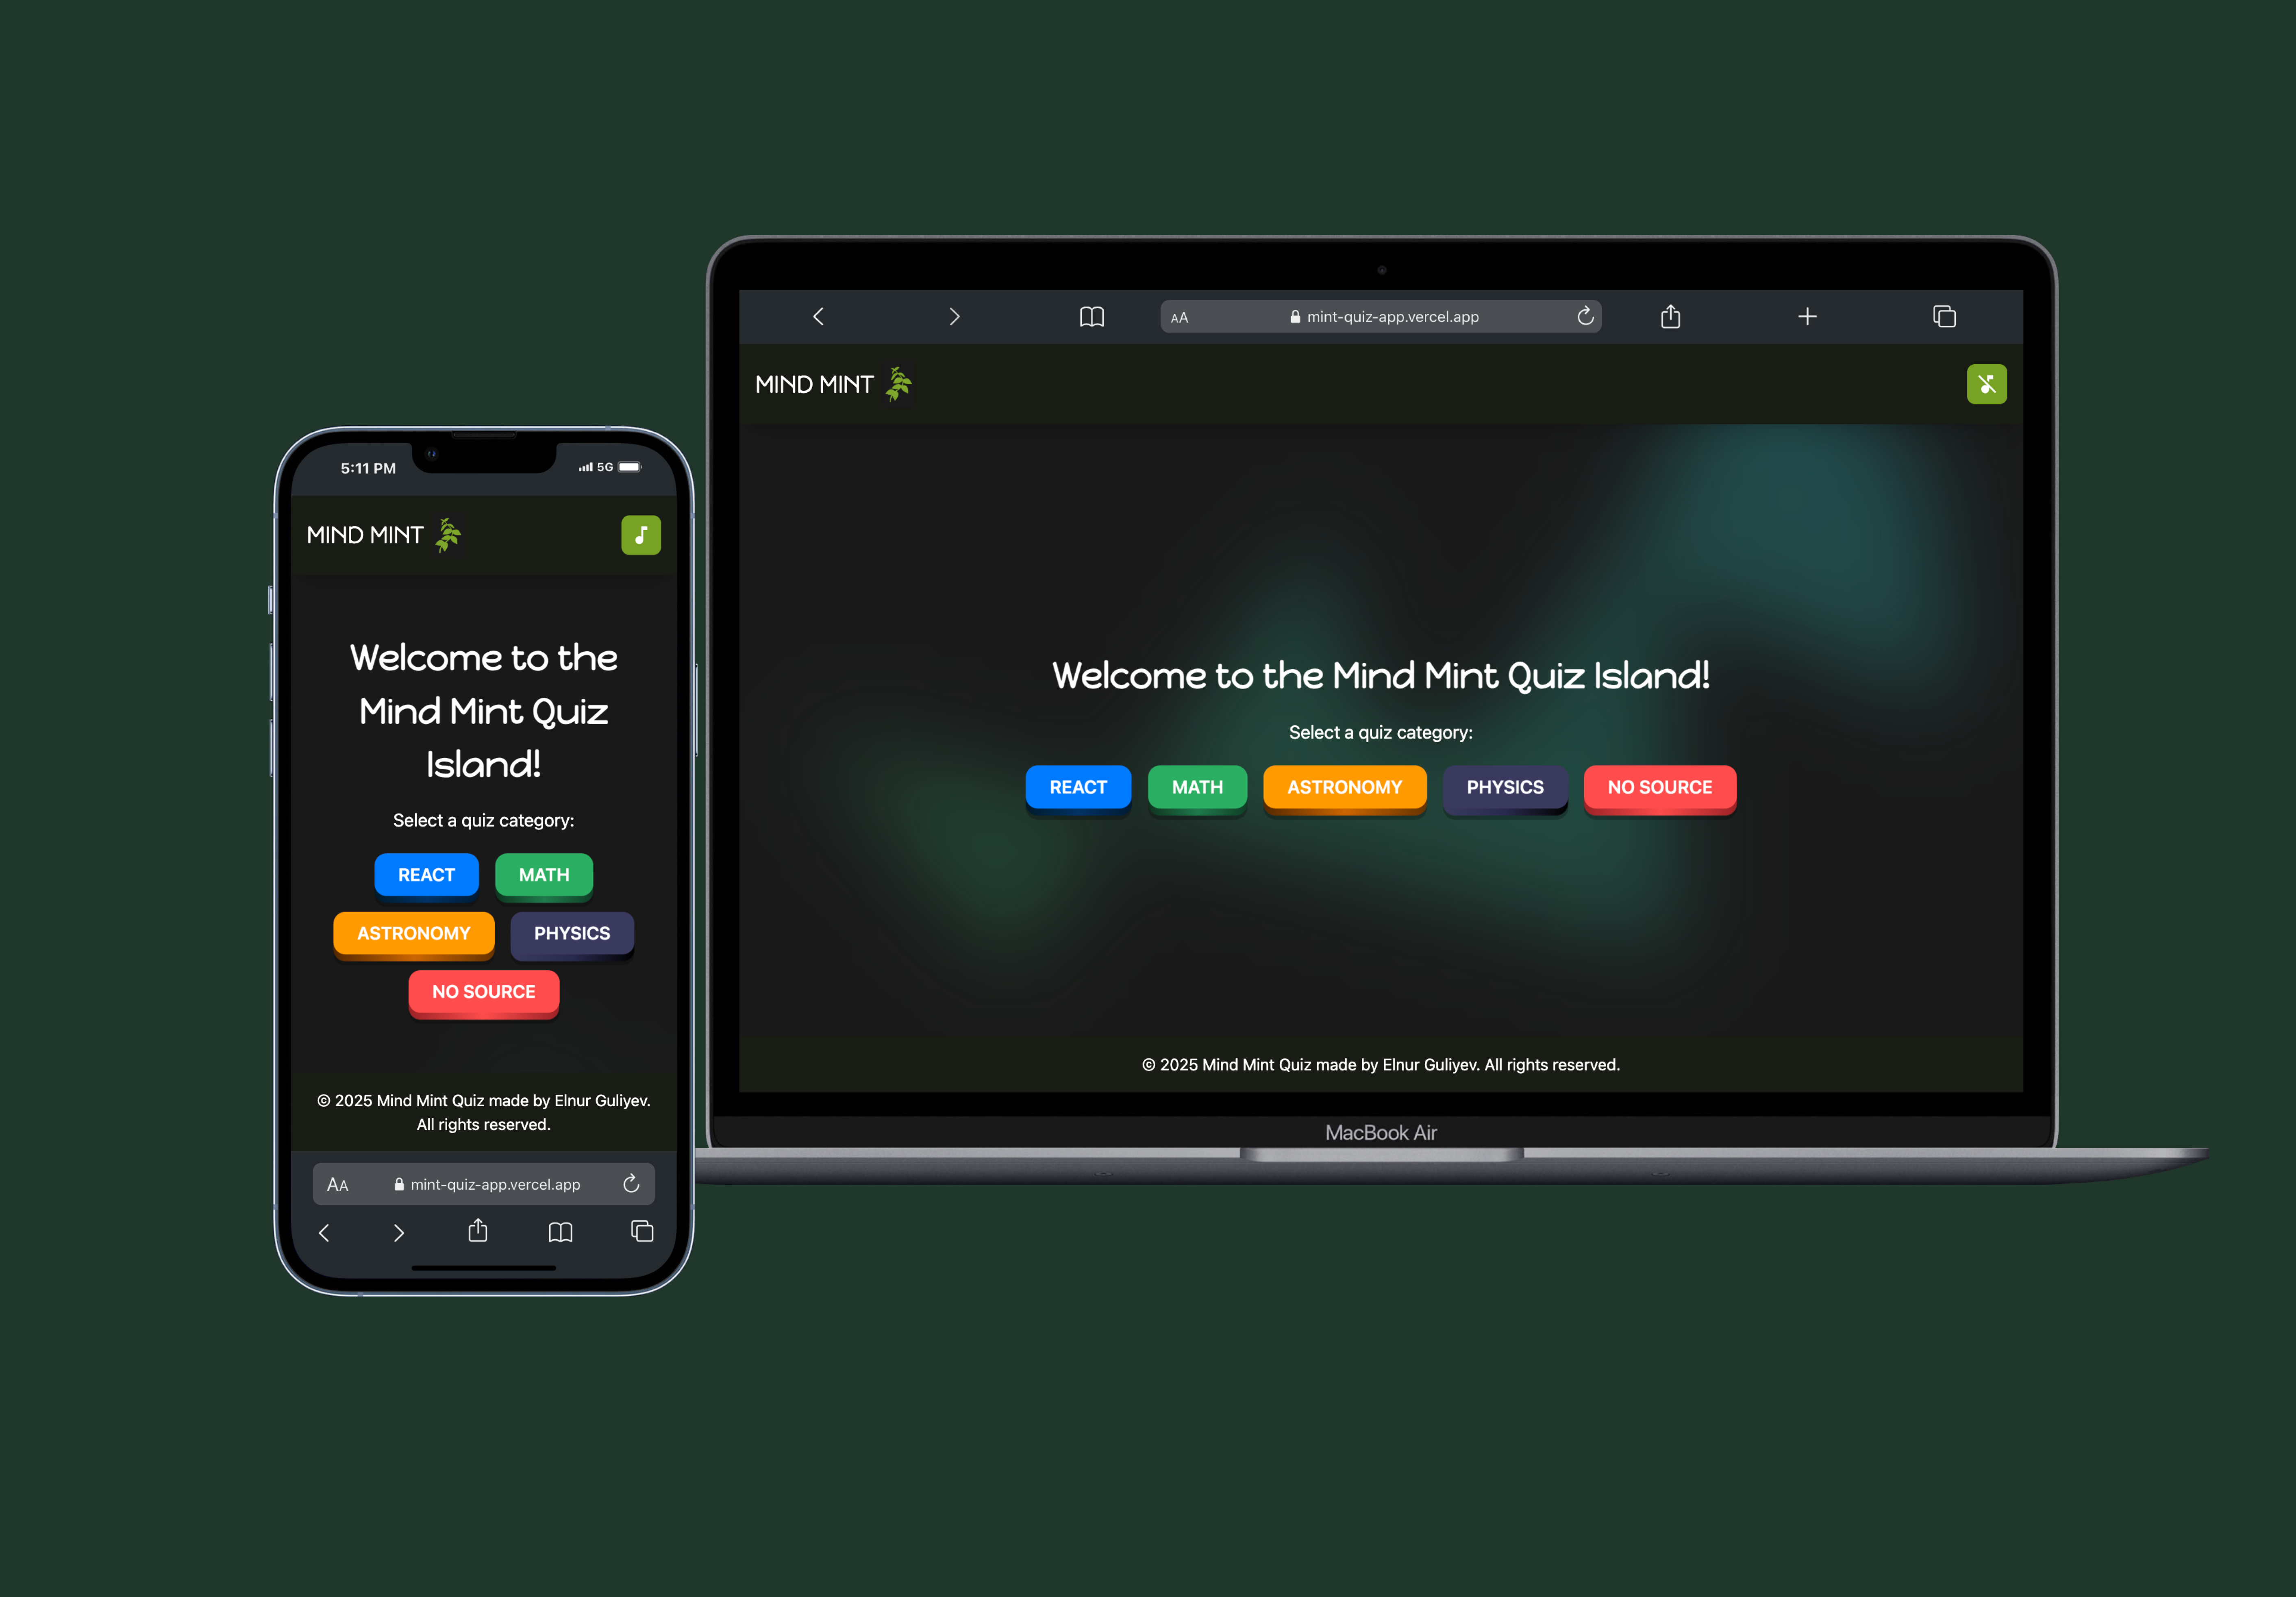 5:11 PM
5G
MIND MINT
Welcome to the
Mind Mint Quiz
Island!
Select a quiz category:
REACT MATH
ASTRONOMY PHYSICS
NO SOURCE
© 2025 Mind Mint Quiz made by Elnur Guliyev.
All rights reserved.
AA mint-quiz-app.vercel.app
AA mint-quiz-app.vercel.app
MIND MINT
Welcome to the Mind Mint Quiz Island!
Select a quiz category:
REACT MATH ASTRONOMY PHYSICS NO SOURCE
© 2025 Mind Mint Quiz made by Elnur Guliyev. All rights reserved.
MacBook Air